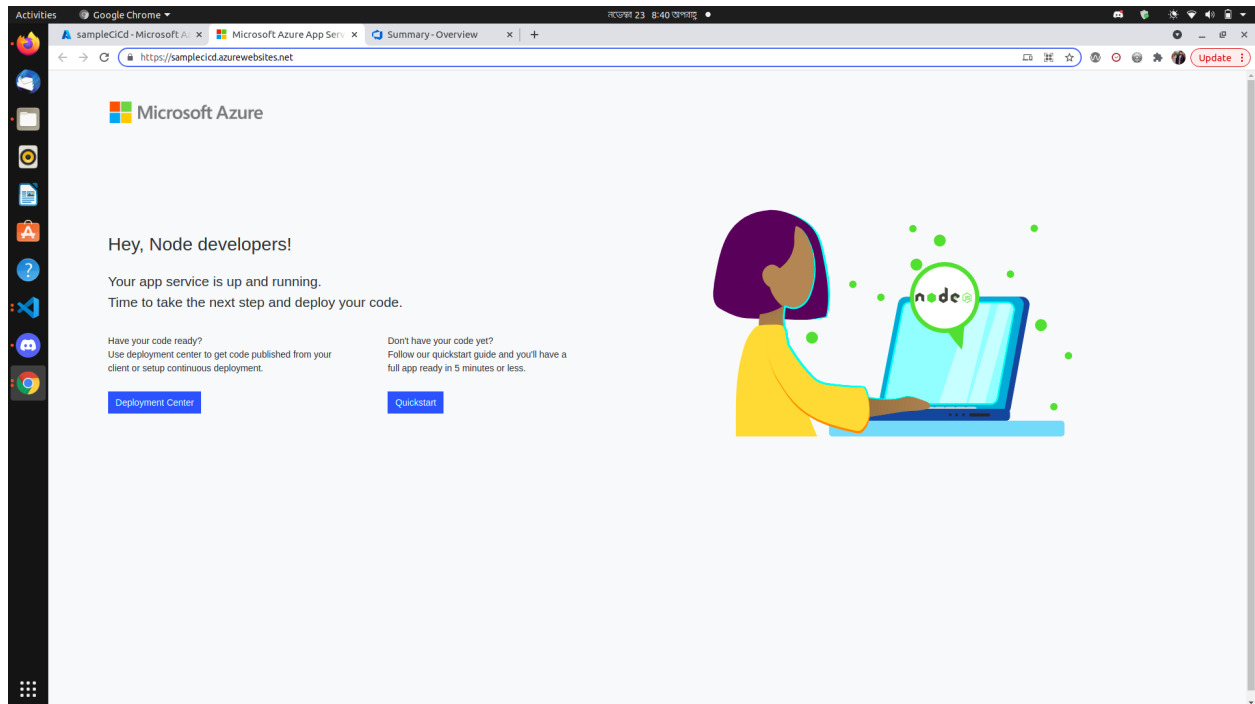 Activities
Google Chrome
নভেম্বর 23 8:40 অপরাহ্ণ
sampleCiCd - Microsoft A
Microsoft Azure App Serv
Summary - Overview
https://samplecicd.azurewebsites.net
Update
Microsoft Azure
Hey, Node developers!
Your app service is up and running.
Time to take the next step and deploy your code.
Have your code ready?
Use deployment center to get code published from your
client or setup continuous deployment.
Deployment Center
Don't have your code yet?
Follow our quickstart guide and you'll have a
full app ready in 5 minutes or less.
Quickstart
node
JS